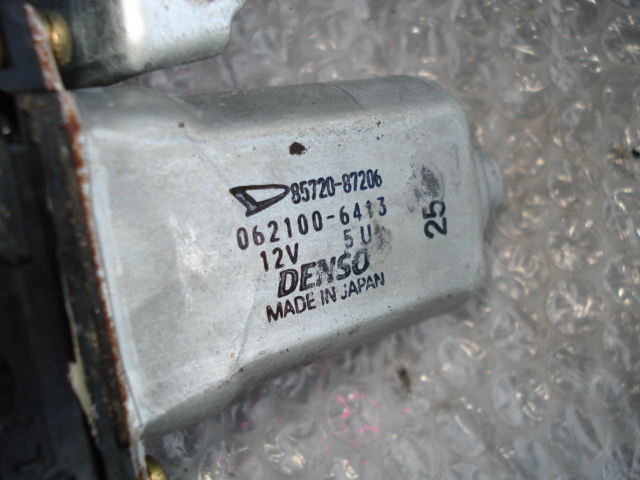 85720-87206
062100-6413
12V 5U
DENSO
MADE IN JAPAN
25